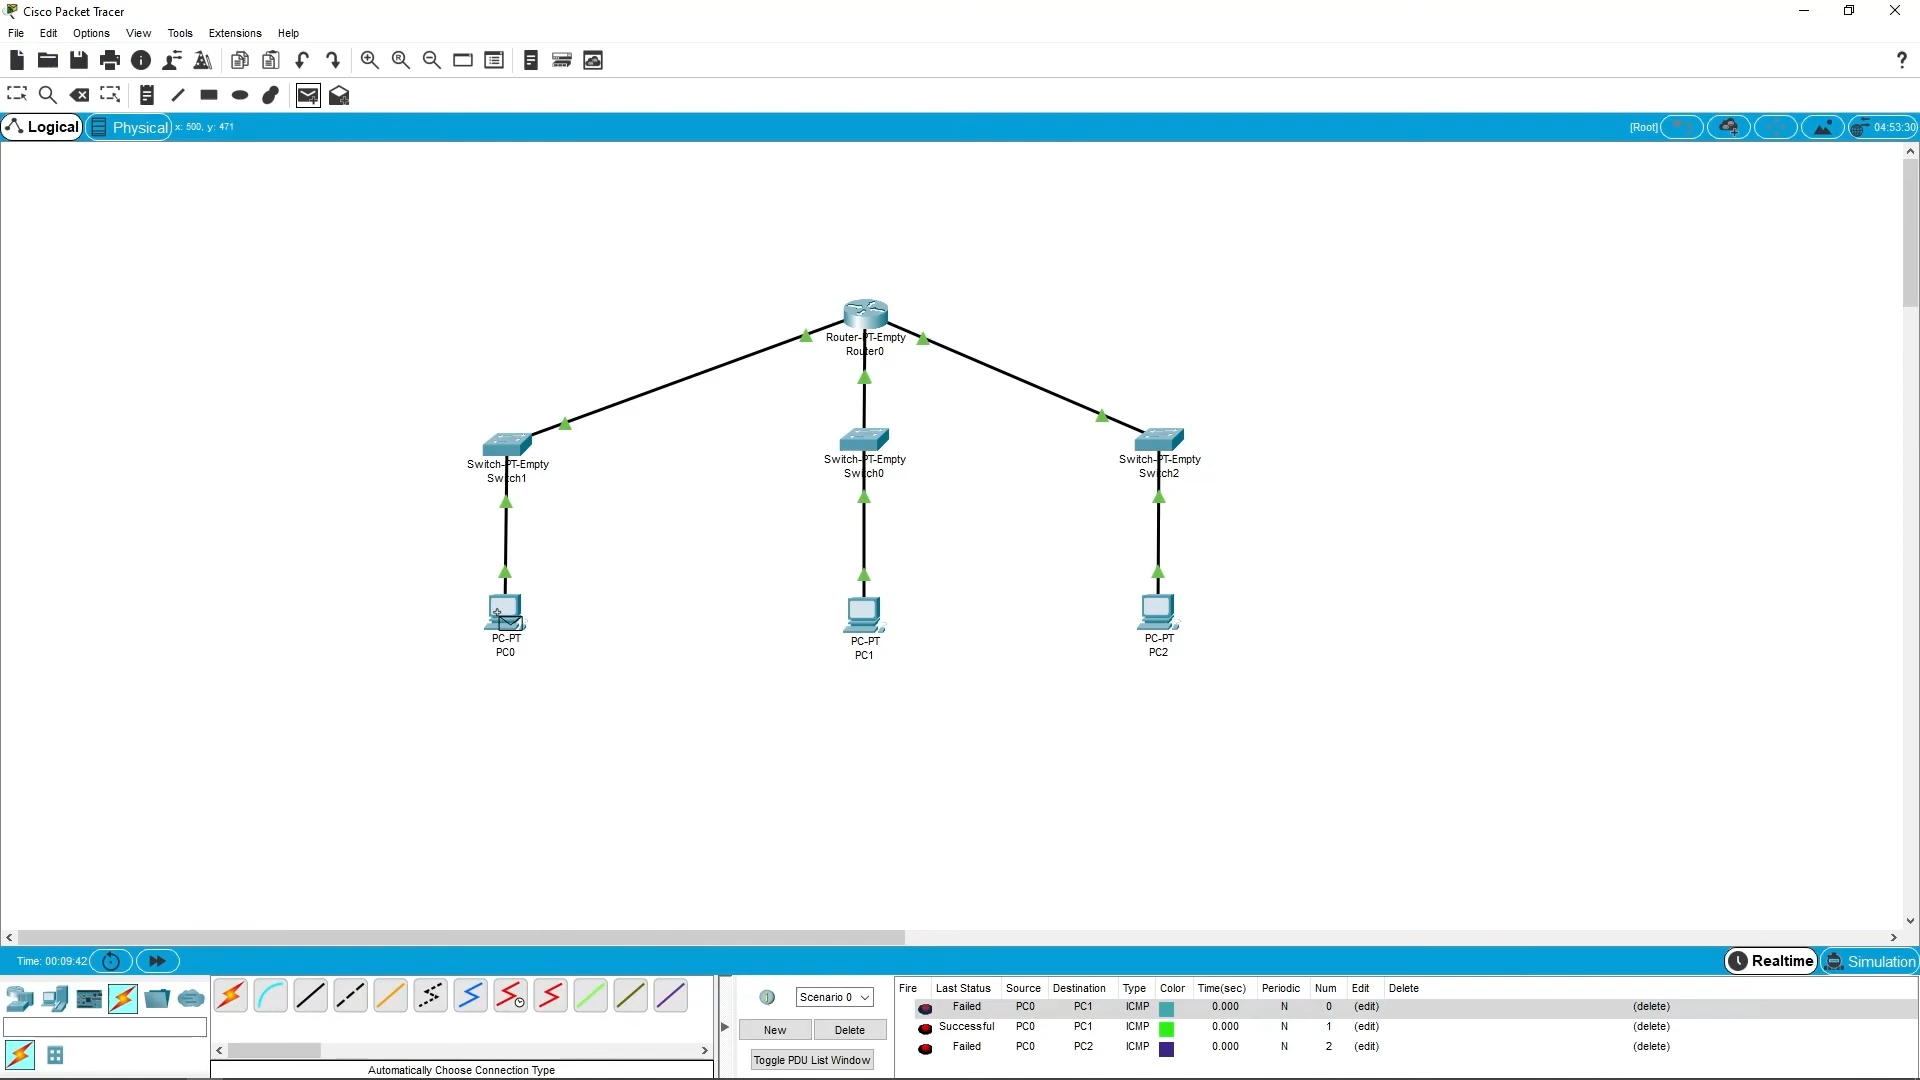 Cisco Packet Tracer
File Edit Options View Tools Extensions Help
?
Logical Physical x: 500, y: 471 [Root] 04:53:30
Router-PT-Empty
Router0
Switch-PT-Empty
Switch1
Switch-PT-Empty
Switch0
Switch-PT-Empty
Switch2
PC-PT
PC0
PC-PT
PC1
PC-PT
PC2
Time: 00:09:42 Realtime Simulation
Scenario 0
New Delete
Toggle PDU List Window
Automatically Choose Connection Type
Fire Last Status Source Destination Type Color Time(sec) Periodic Num Edit Delete
Failed PC0 PC1 ICMP 0.000 N 0 (edit) (delete)
Successful PC0 PC1 ICMP 0.000 N 1 (edit) (delete)
Failed PC0 PC2 ICMP 0.000 N 2 (edit) (delete)